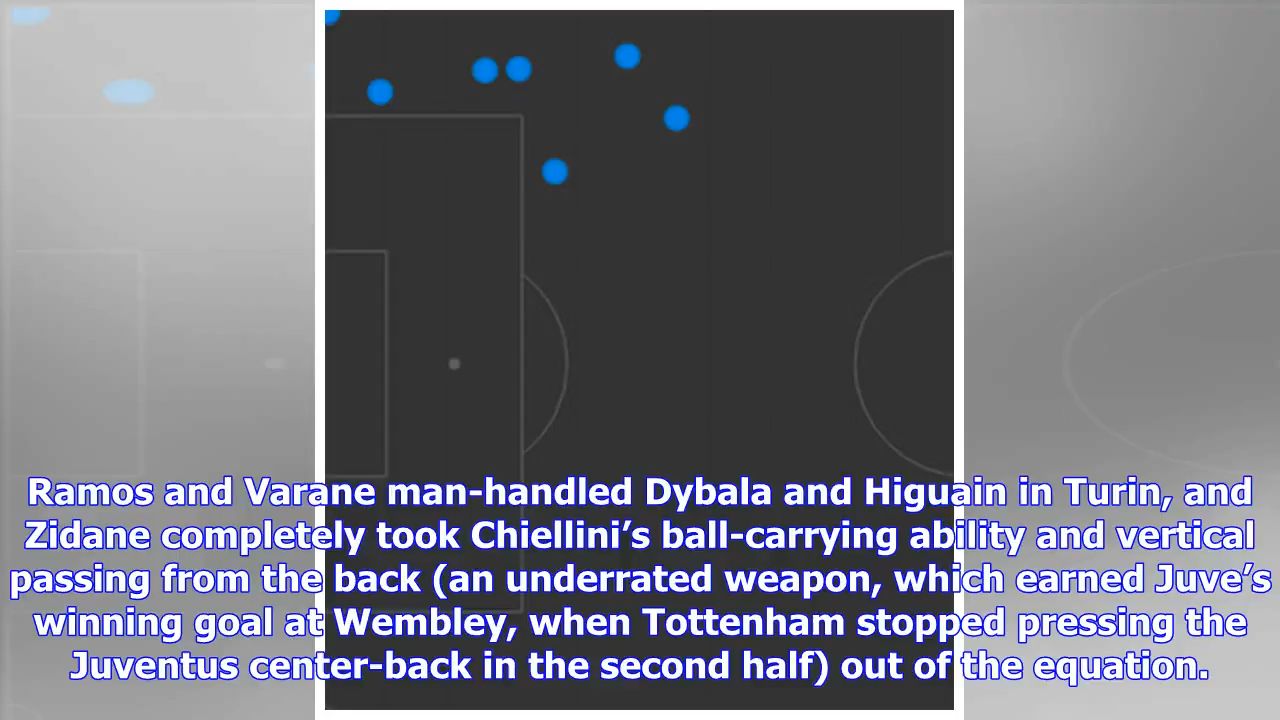 Ramos and Varane man-handled Dybala and Higuain in Turin, and
Zidane completely took Chiellini’s ball-carrying ability and vertical
passing from the back (an underrated weapon, which earned Juve’s
winning goal at Wembley, when Tottenham stopped pressing the
Juventus center-back in the second half) out of the equation.